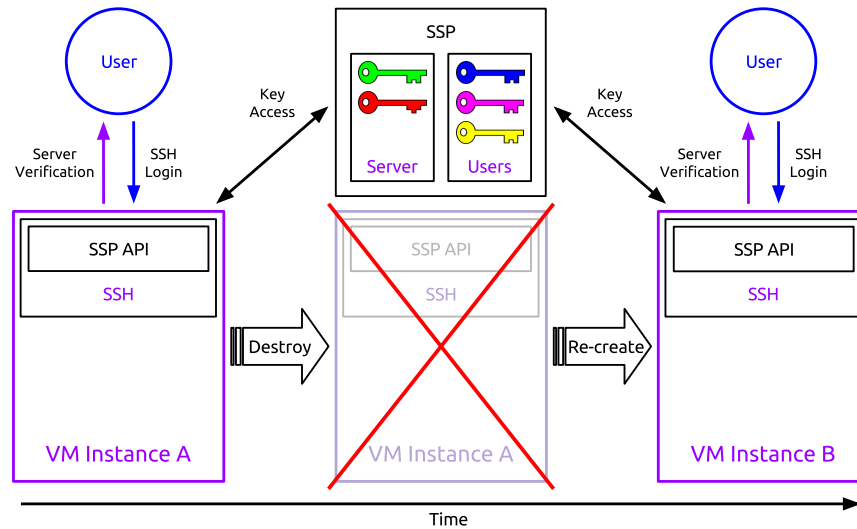 User
SSP
User
Key
Access
Key
Access
Server
Verification
SSH
Login
Server
Users
Server
Verification
SSH
Login
SSP API
SSH
SSP API
SSH
SSP API
SSH
Destroy
Re-create
VM Instance A
VM Instance A
VM Instance B
Time